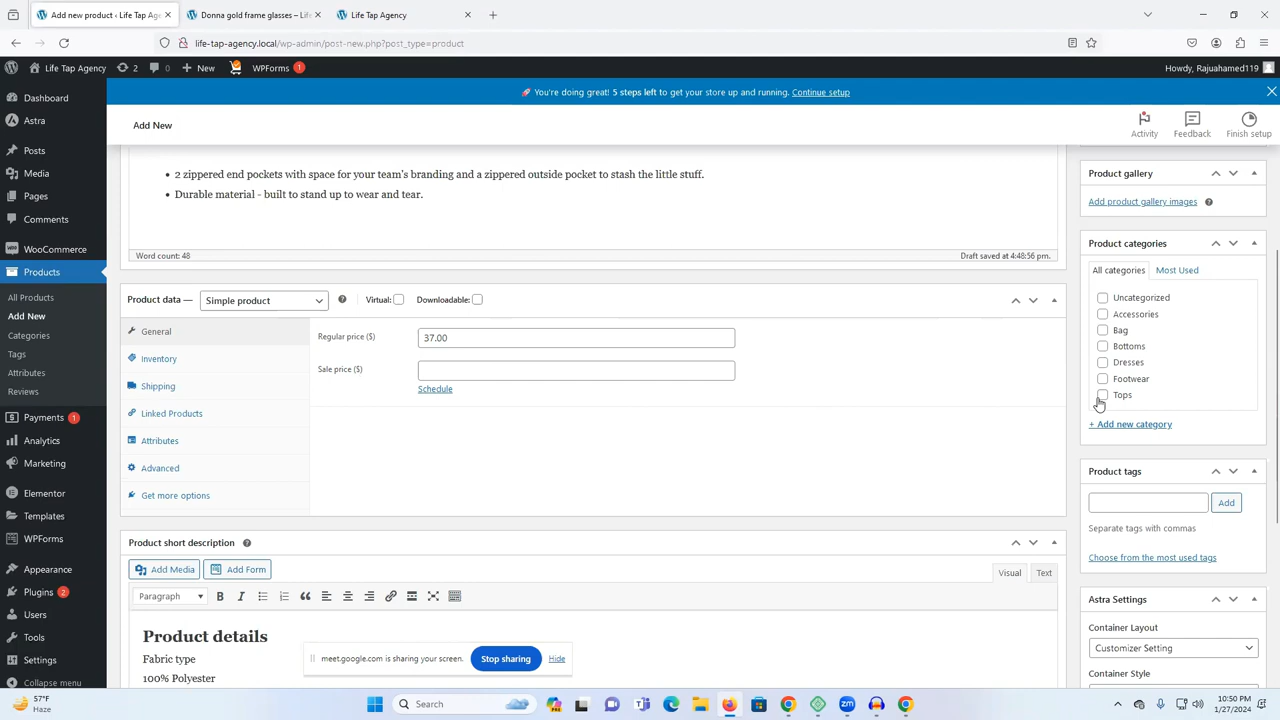 Add new product ‹ Life Tap Age
Donna gold frame glasses – Life
Life Tap Agency
life-tap-agency.local/wp-admin/post-new.php?post_type=product
Life Tap Agency
2
0
New
WPForms
1
Howdy, Rajuahamed119
🚀 You're doing great! 5 steps left to get your store up and running. Continue setup
Add New
Activity
Feedback
Finish setup
Dashboard
Astra
Posts
Media
Pages
Comments
WooCommerce
Products
All Products
Add New
Categories
Tags
Attributes
Reviews
Payments 1
Analytics
Marketing
Elementor
Templates
WPForms
Appearance
Plugins 2
Users
Tools
Settings
Collapse menu
• 2 zippered end pockets with space for your team's branding and a zippered outside pocket to stash the little stuff.
• Durable material - built to stand up to wear and tear.
Word count: 48
Draft saved at 4:48:56 pm.
Product data — Simple product
Virtual:
Downloadable:
General
Inventory
Shipping
Linked Products
Attributes
Advanced
Get more options
Regular price ($)
37.00
Sale price ($)
Schedule
Product short description
Add Media
Add Form
Visual
Text
Paragraph
Product details
Fabric type
100% Polyester
meet.google.com is sharing your screen.
Stop sharing
Hide
Product gallery
Add product gallery images
Product categories
All categories
Most Used
Uncategorized
Accessories
Bag
Bottoms
Dresses
Footwear
Tops
+ Add new category
Product tags
Add
Separate tags with commas
Choose from the most used tags
Astra Settings
Container Layout
Customizer Setting
Container Style
57°F
Haze
Search
10:50 PM
1/27/2024